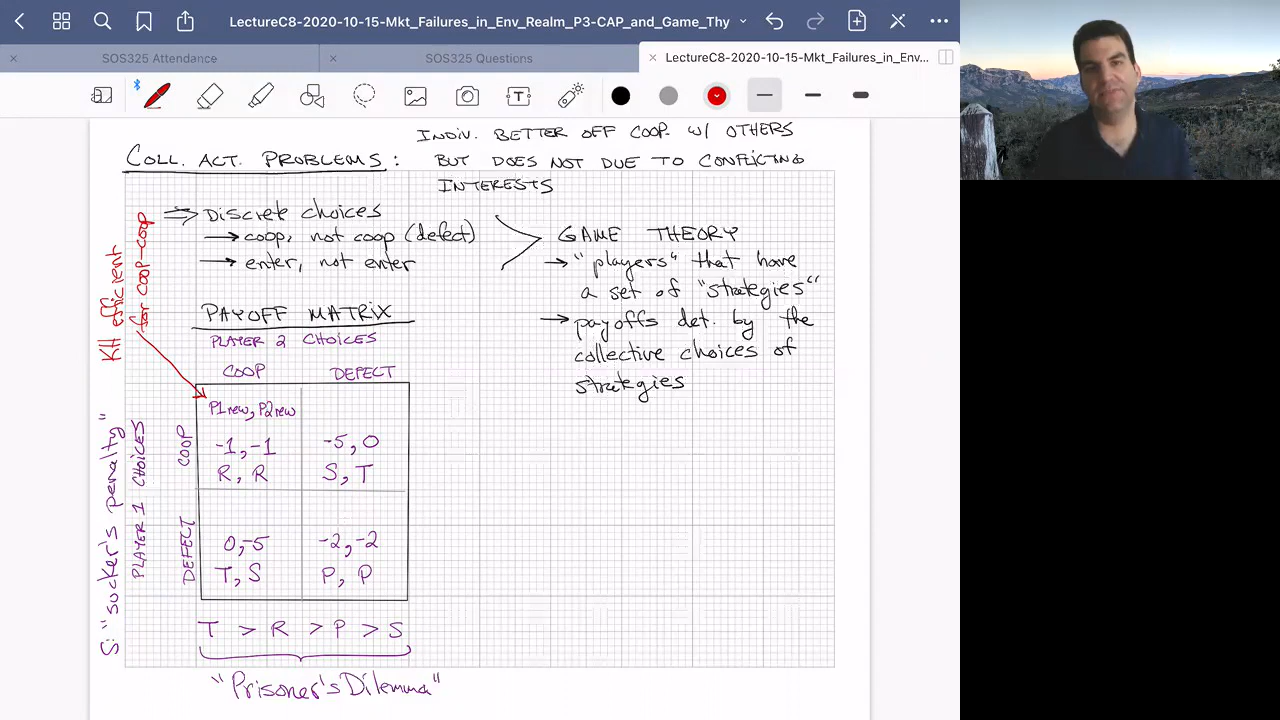 LectureC8-2020-10-15-Mkt_Failures_in_Env_Realm_P3-CAP_and_Game_Thy
SOS325 Attendance
SOS325 Questions
LectureC8-2020-10-15-Mkt_Failures_in_Env...
INDIV. BETTER OFF COOP. W/ OTHERS
COLL. ACT. PROBLEMS: BUT DOES NOT DUE TO CONFLICTING
INTERESTS
⇒ Discrete choices
→ coop, not coop (defect)
→ enter, not enter
GAME THEORY
→ "players" that have
a set of "strategies"
→ payoffs det. by the
collective choices of
strategies
KH efficient
for coop-coop
PAYOFF MATRIX
PLAYER 2 CHOICES
COOP DEFECT
PLAYER 1 CHOICES
COOP
P1rew, P2rew
-1, -1 -5, 0
R, R S, T
DEFECT
0, -5 -2, -2
T, S P, P
S: "sucker's penalty"
T > R > P > S
"Prisoner's Dilemma"